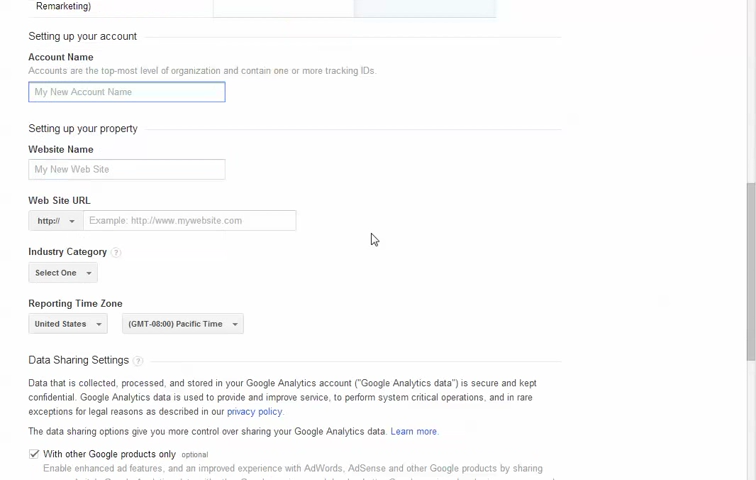 Remarketing)
Setting up your account
Account Name
Accounts are the top-most level of organization and contain one or more tracking IDs.
My New Account Name
Setting up your property
Website Name
My New Web Site
Web Site URL
http://
Example: http://www.mywebsite.com
Industry Category ?
Select One
Reporting Time Zone
United States
(GMT-08:00) Pacific Time
Data Sharing Settings ?
Data that is collected, processed, and stored in your Google Analytics account ("Google Analytics data") is secure and kept
confidential. Google Analytics data is used to provide and improve service, to perform system critical operations, and in rare
exceptions for legal reasons as described in our privacy policy.
The data sharing options give you more control over sharing your Google Analytics data. Learn more.
With other Google products only optional
Enable enhanced ad features, and an improved experience with AdWords, AdSense and other Google products by sharing